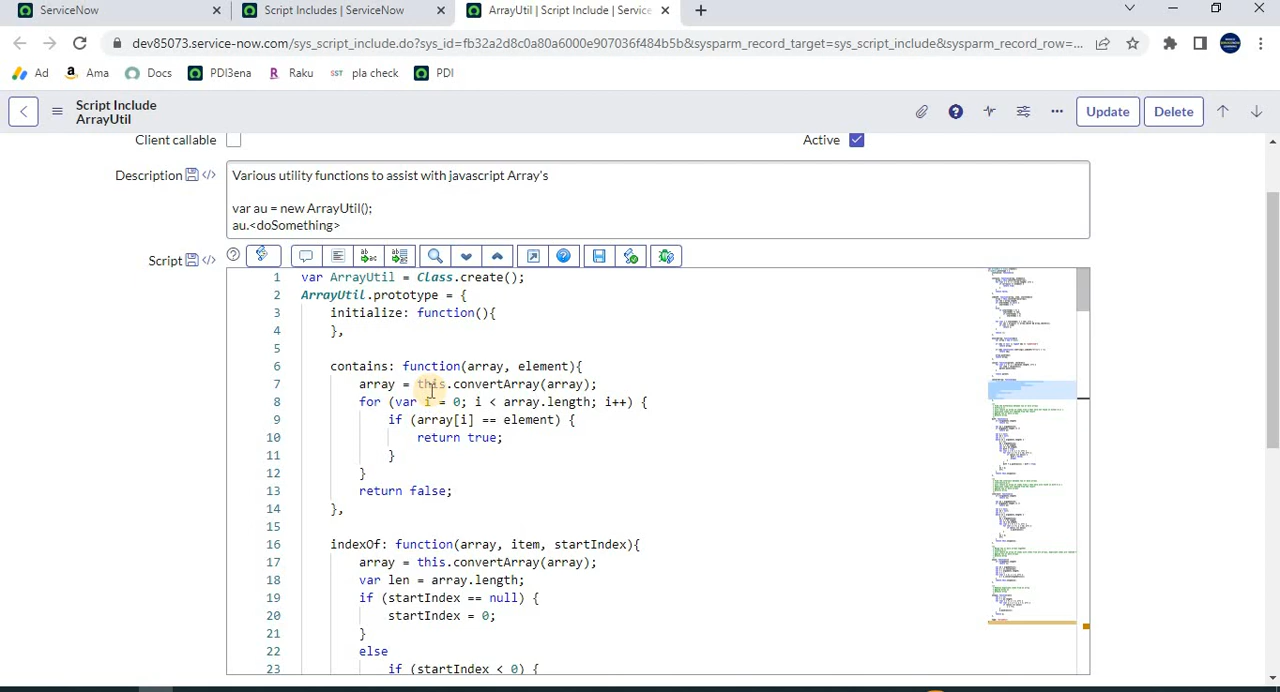 ServiceNow
Script Includes | ServiceNow
ArrayUtil | Script Include | Service
dev85073.service-now.com/sys_script_include.do?sys_id=fb32a2d8c0a80a6000e907036f484b5b&sysparm_record_target=sys_script_include&sysparm_record_row=...
Ad Ama Docs PDI3ena Raku SST pla check PDI
Script Include
ArrayUtil
Update Delete
Client callable
Active
Description
Various utility functions to assist with javascript Array's
var au = new ArrayUtil();
au.<doSomething>
Script
1 var ArrayUtil = Class.create();
2 ArrayUtil.prototype = {
3 initialize: function(){
4 },
5
6 contains: function(array, element){
7 array = this.convertArray(array);
8 for (var i = 0; i < array.length; i++) {
9 if (array[i] == element)
10 return true;
11
12 }
13 return false;
14 },
15
16 indexOf: function(array, item, startIndex){
17 array = this.convertArray(array);
18 var len = array.length;
19 if (startIndex == null) {
20 startIndex = 0;
21 }
22 else
23 if (startIndex < 0) {